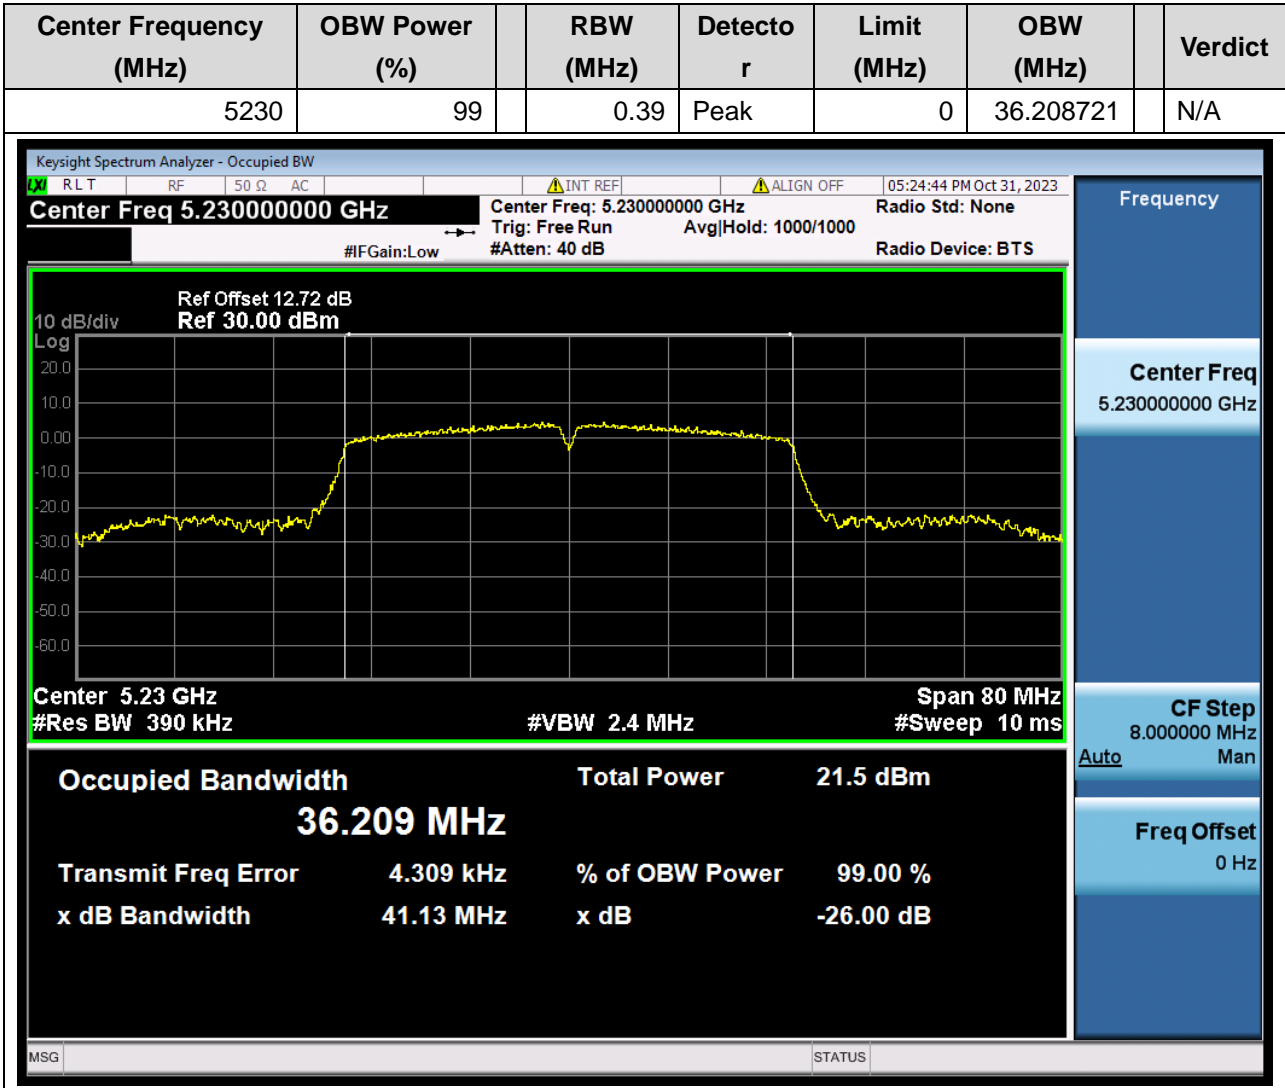 Center Frequency (MHz) OBW Power (%) RBW (MHz) Detecto r Limit (MHz) OBW (MHz) Verdict
5230 99 0.39 Peak 0 36.208721 N/A
Keysight Spectrum Analyzer - Occupied BW
LXI RLT RF 50 Ω AC INT REF ALIGN OFF 05:24:44 PM Oct 31, 2023
Center Freq 5.230000000 GHz
#IFGain:Low
Center Freq: 5.230000000 GHz
Trig: Free Run Avg|Hold: 1000/1000
#Atten: 40 dB
Radio Std: None
Radio Device: BTS
Ref Offset 12.72 dB
10 dB/div Ref 30.00 dBm
Log
20.0
10.0
0.00
-10.0
-20.0
-30.0
-40.0
-50.0
-60.0
Center 5.23 GHz Span 80 MHz
#Res BW 390 kHz #VBW 2.4 MHz #Sweep 10 ms
Occupied Bandwidth Total Power 21.5 dBm
36.209 MHz
Transmit Freq Error 4.309 kHz % of OBW Power 99.00 %
x dB Bandwidth 41.13 MHz x dB -26.00 dB
Frequency
Center Freq
5.230000000 GHz
CF Step
8.000000 MHz
Auto Man
Freq Offset
0 Hz
MSG STATUS